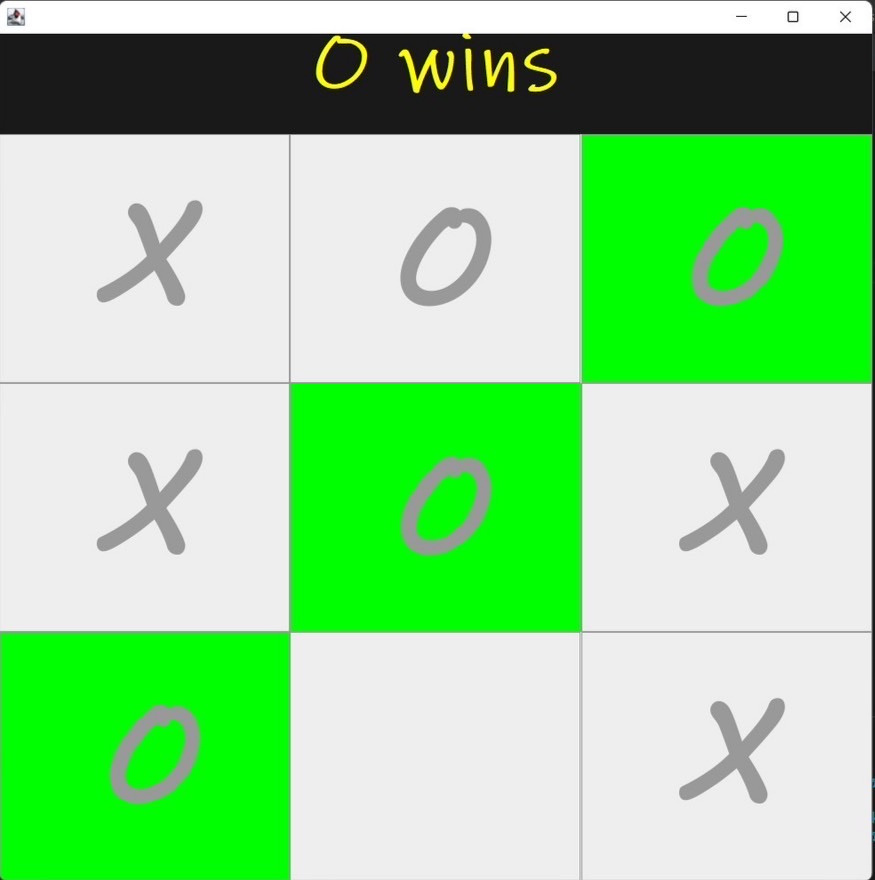 O wins
X O O
X O X
O X